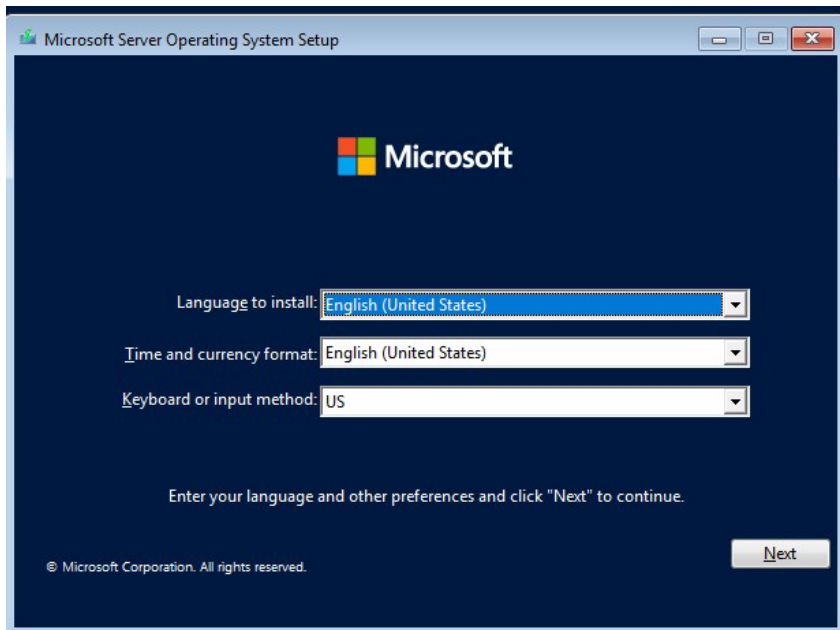 Microsoft Server Operating System Setup
Microsoft
Language to install: English (United States)
Time and currency format: English (United States)
Keyboard or input method: US
Enter your language and other preferences and click "Next" to continue.
Next
© Microsoft Corporation. All rights reserved.